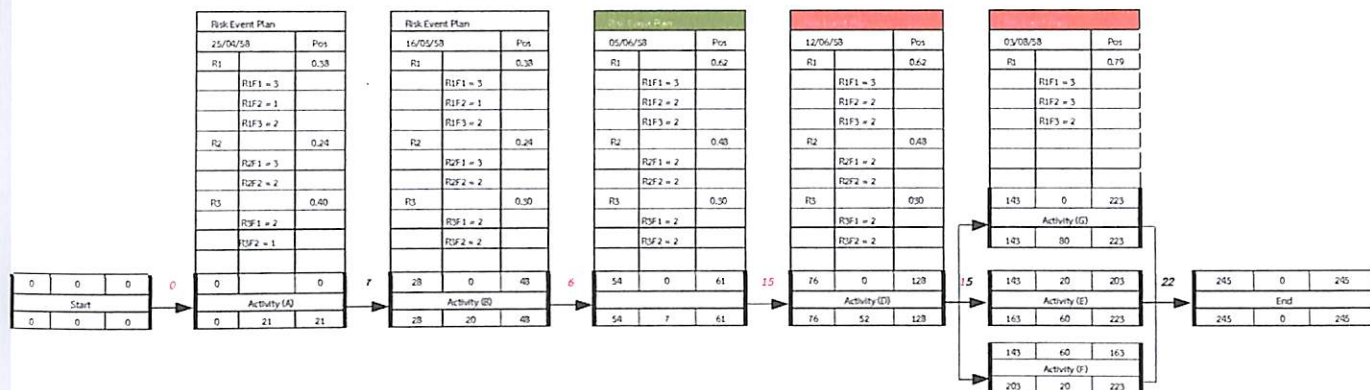 0 0 0
Start
0 0 0
0
Risk Event Plan
25/04/58 Pos
R1 0.38
R1F1 = 3
R1F2 = 1
R1F3 = 2
R2 0.24
R2F1 = 3
R2F2 = 2
R3 0.40
R3F1 = 2
R3F2 = 1
0 0
Activity (A)
0 21 21
7
Risk Event Plan
16/05/58 Pos
R1 0.38
R1F1 = 3
R1F2 = 1
R1F3 = 2
R2 0.24
R2F1 = 3
R2F2 = 2
R3 0.30
R3F1 = 2
R3F2 = 2
28 0 48
Activity (B)
28 20 48
6
Risk Event Plan
05/06/58 Pos
R1 0.62
R1F1 = 3
R1F2 = 2
R1F3 = 2
R2 0.48
R2F1 = 2
R2F2 = 2
R3 0.30
R3F1 = 2
R3F2 = 2
54 0 61
54 7 61
15
12/06/58 Pos
R1 0.62
R1F1 = 3
R1F2 = 2
R1F3 = 2
R2 0.48
R2F1 = 2
R2F2 = 2
R3 030
R3F1 = 2
R3F2 = 2
76 0 128
Activity (D)
76 52 128
15
03/08/58 Pos
R1 0.79
R1F1 = 3
R1F2 = 3
R1F3 = 2
143 0 223
Activity (G)
143 80 223
143 20 203
Activity (E)
163 60 223
143 60 163
Activity (F)
203 20 223
22
245 0 245
End
245 0 245